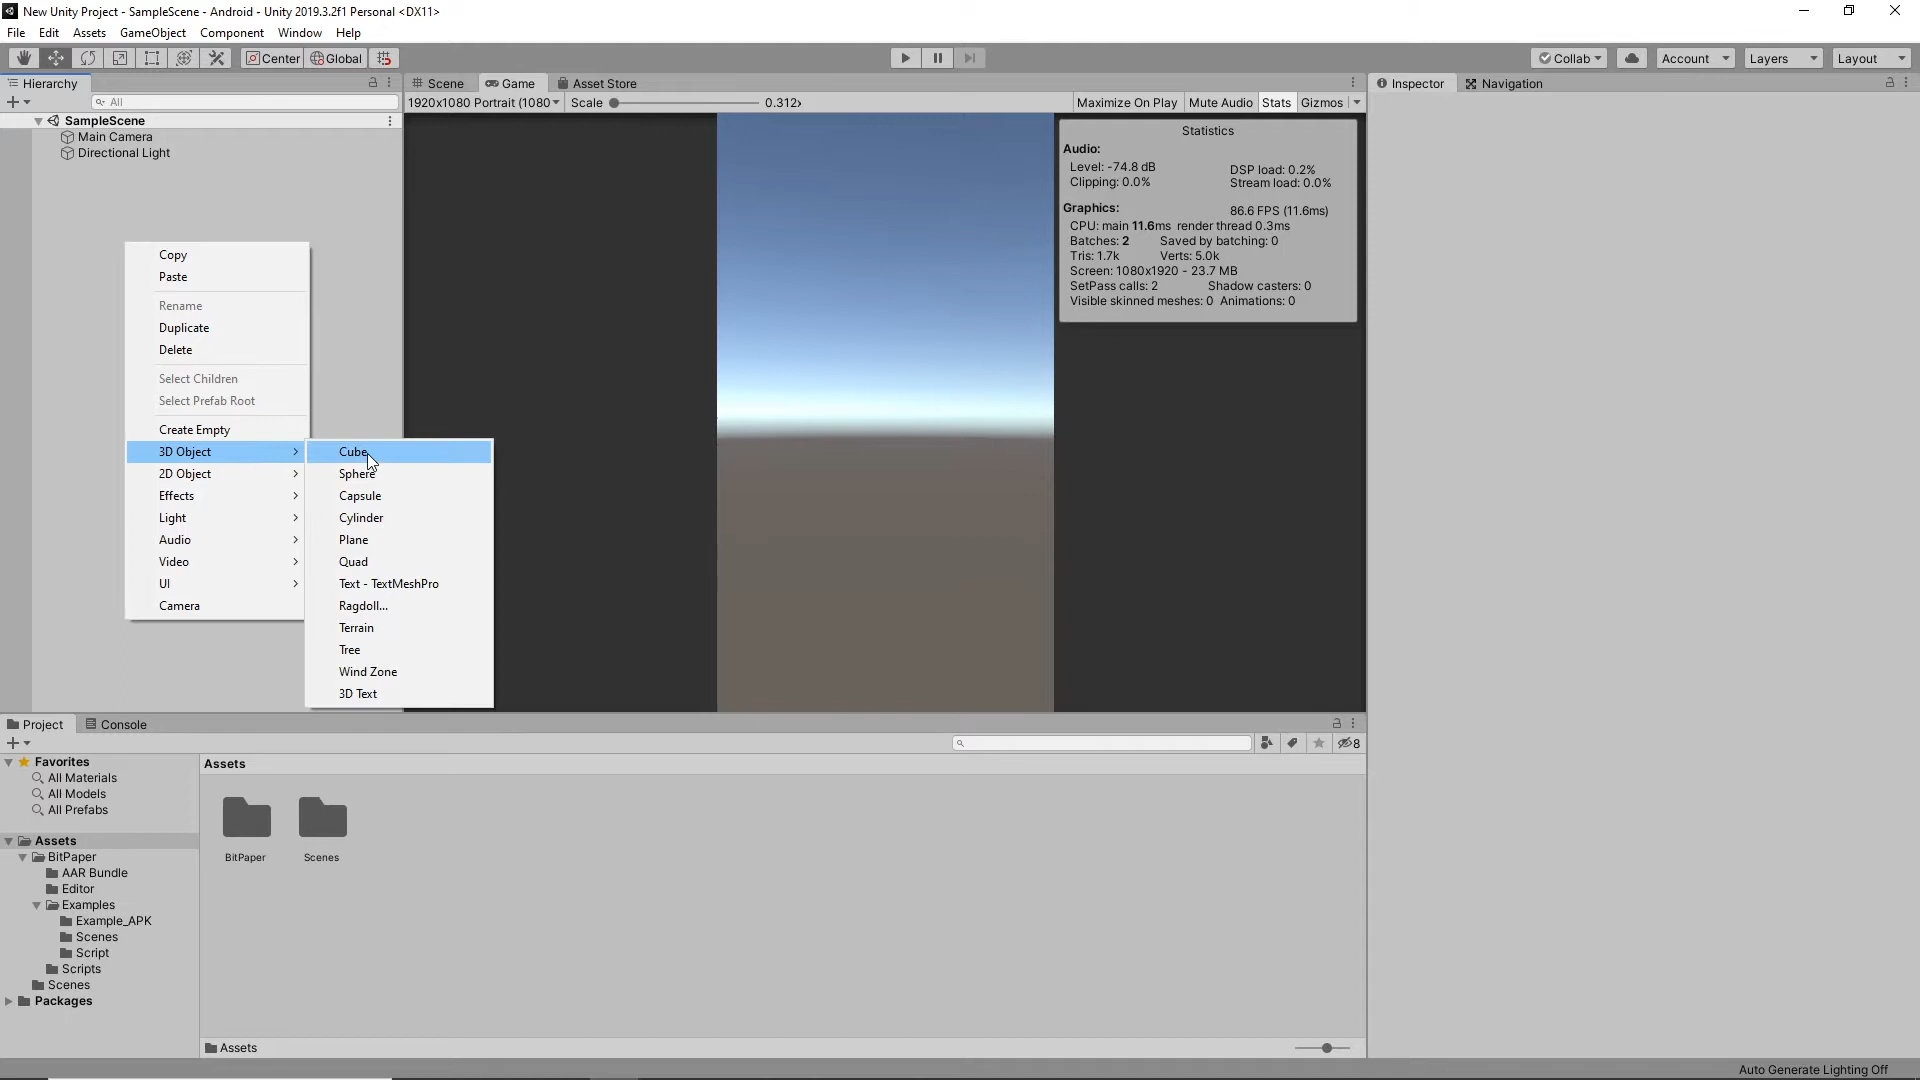 New Unity Project - SampleScene - Android - Unity 2019.3.2f1 Personal <DX11>
File Edit Assets GameObject Component Window Help
Center Global Collab Account Layers Layout
Hierarchy Scene Game Asset Store Inspector Navigation
All 1920x1080 Portrait (1080 Scale 0.312x Maximize On Play Mute Audio Stats Gizmos
SampleScene
Main Camera
Directional Light
Statistics
Audio:
Level: -74.8 dB DSP load: 0.2%
Clipping: 0.0% Stream load: 0.0%
Graphics: 86.6 FPS (11.6ms)
CPU: main 11.6ms render thread 0.3ms
Batches: 2 Saved by batching: 0
Tris: 1.7k Verts: 5.0k
Screen: 1080x1920 - 23.7 MB
SetPass calls: 2 Shadow casters: 0
Visible skinned meshes: 0 Animations: 0
Copy
Paste
Rename
Duplicate
Delete
Select Children
Select Prefab Root
Create Empty
3D Object
2D Object
Effects
Light
Audio
Video
UI
Camera
Cube
Sphere
Capsule
Cylinder
Plane
Quad
Text - TextMeshPro
Ragdoll...
Terrain
Tree
Wind Zone
3D Text
Project Console
8
Favorites
All Materials
All Models
All Prefabs
Assets
BitPaper
AAR Bundle
Editor
Examples
Example_APK
Scenes
Script
Scripts
Scenes
Packages
Assets
BitPaper Scenes
Assets
Auto Generate Lighting Off